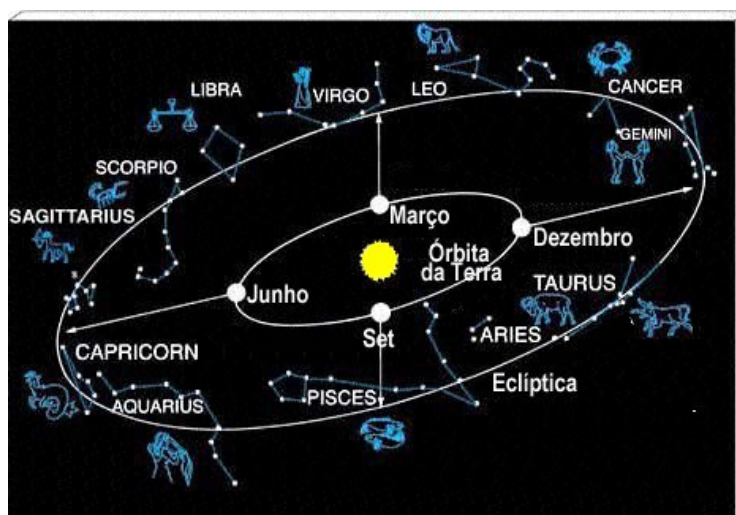 LEO
CANCER
LIBRA
VIRGO
GEMINI
SCORPIO
SAGITTARIUS
Março
Dezembro
Órbita
da Terra
Junho
TAURUS
Set
ARIES
CAPRICORN
Eclíptica
AQUARIUS
PISCES